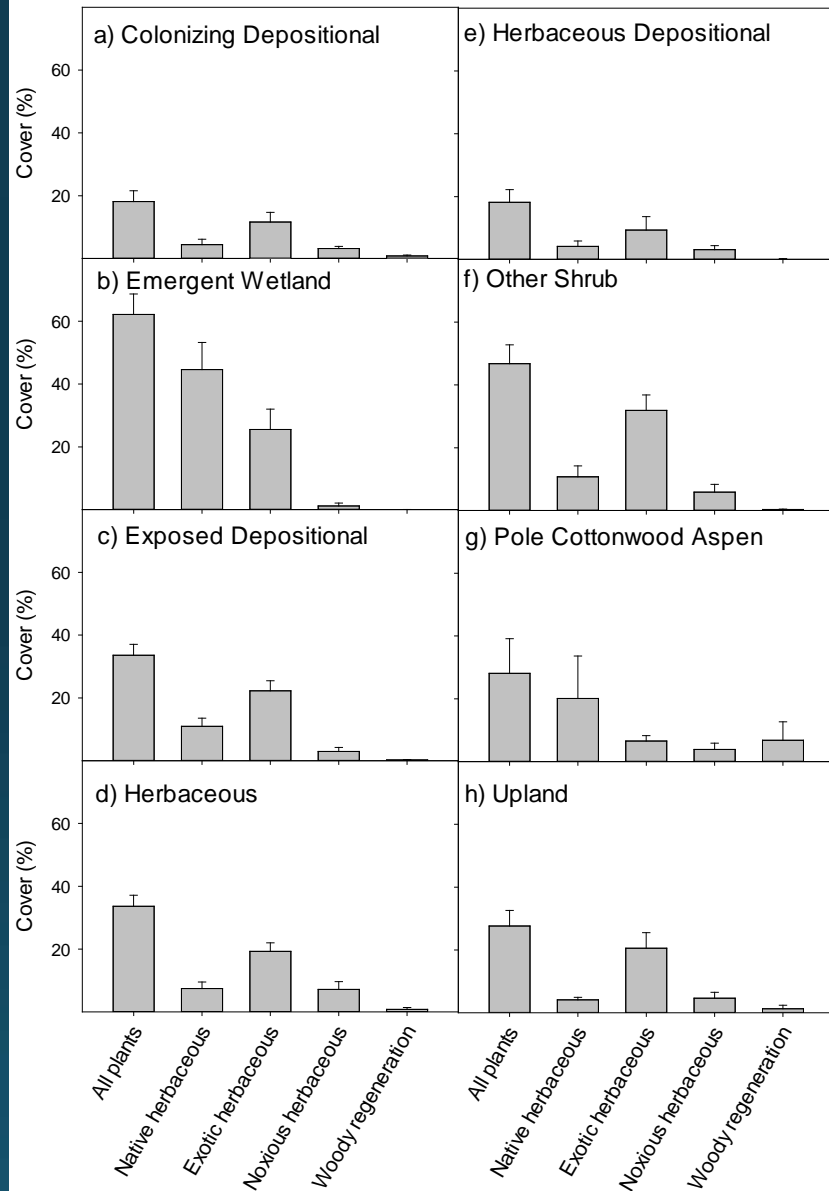 a) Colonizing Depositional
Cover (%)
60
40
20
b) Emergent Wetland
Cover (%)
60
40
20
c) Exposed Depositional
Cover (%)
60
40
20
d) Herbaceous
Cover (%)
60
40
20
All plants
Native herbaceous
Exotic herbaceous
Noxious herbaceous
Woody regeneration
e) Herbaceous Depositional
f) Other Shrub
g) Pole Cottonwood Aspen
h) Upland
All plants
Native herbaceous
Exotic herbaceous
Noxious herbaceous
Woody regeneration